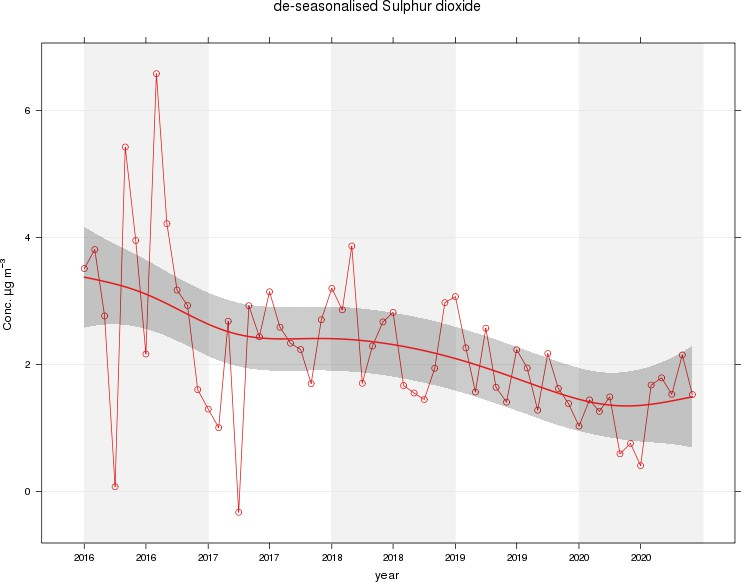 de-seasonalised Sulphur dioxide
Conc. µg m⁻³
6
4
2
0
2016 2016 2017 2017 2018 2018 2019 2019 2020 2020
year